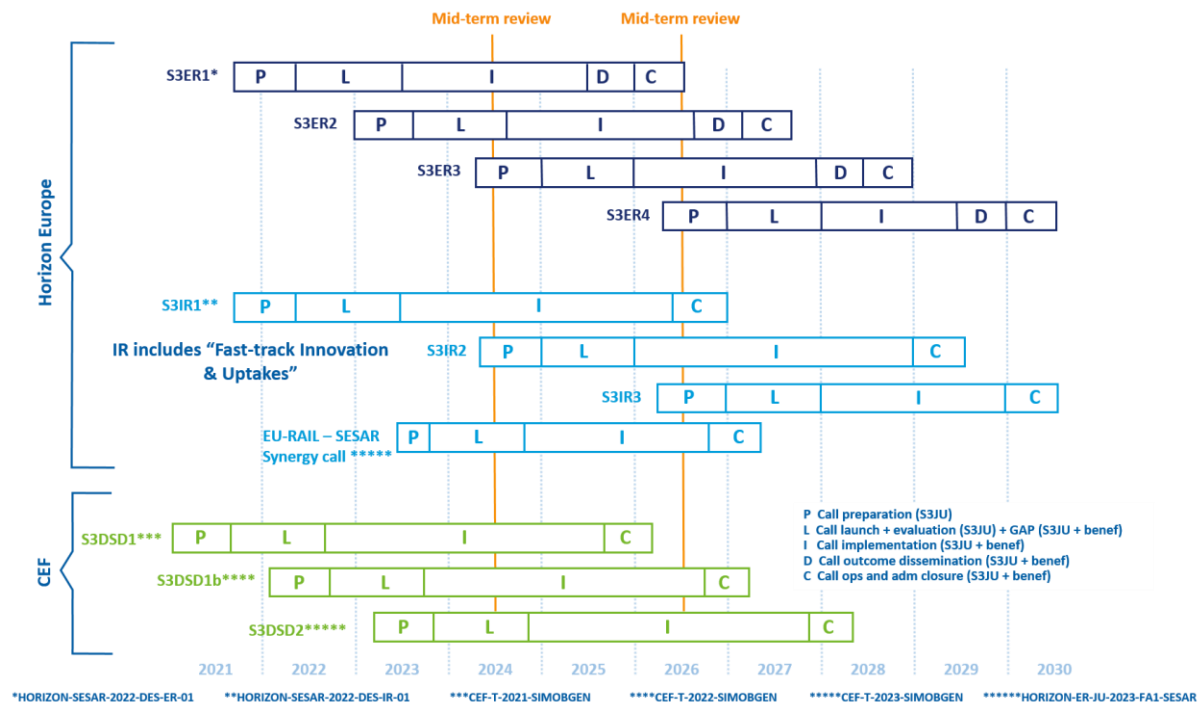 Mid-term review Mid-term review
Horizon Europe
S3ER1* P L I D C
S3ER2 P L I D C
S3ER3 P L I D C
S3ER4 P L I D C
S3IR1** P L I C
IR includes “Fast-track Innovation
& Uptakes”
S3IR2 P L I C
S3IR3 P L I C
EU-RAIL – SESAR
Synergy call *****
P L I C
CEF
S3DSD1*** P L I C
S3DSD1b**** P L I C
S3DSD2***** P L I C
P Call preparation (S3JU)
L Call launch + evaluation (S3JU) + GAP (S3JU + benef)
I Call implementation (S3JU + benef)
D Call outcome dissemination (S3JU + benef)
C Call ops and adm closure (S3JU + benef)
2021 2022 2023 2024 2025 2026 2027 2028 2029 2030
*HORIZON-SESAR-2022-DES-ER-01 **HORIZON-SESAR-2022-DES-IR-01 ***CEF-T-2021-SIMOBGEN ****CEF-T-2022-SIMOBGEN *****CEF-T-2023-SIMOBGEN ******HORIZON-ER-JU-2023-FA1-SESAR